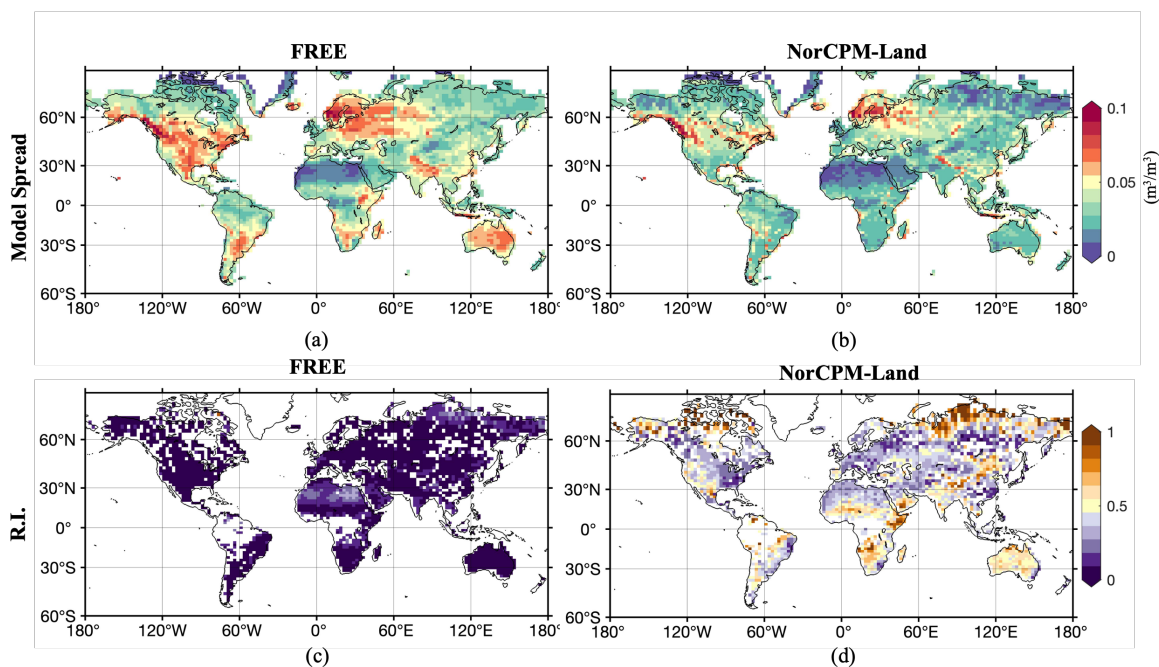 FREE
NorCPM-Land
Model Spread
60°N
30°N
0°
30°S
60°S
180°
120°W
60°W
0°
60°E
120°E
180°
60°N
30°N
0°
30°S
60°S
180°
120°W
60°W
0°
60°E
120°E
180°
0.1
0.05
0
(m³/m³)
(a)
(b)
FREE
NorCPM-Land
R.I.
60°N
30°N
0°
30°S
60°S
180°
120°W
60°W
0°
60°E
120°E
180°
60°N
30°N
0°
30°S
60°S
180°
120°W
60°W
0°
60°E
120°E
180°
1
0.5
0
(c)
(d)